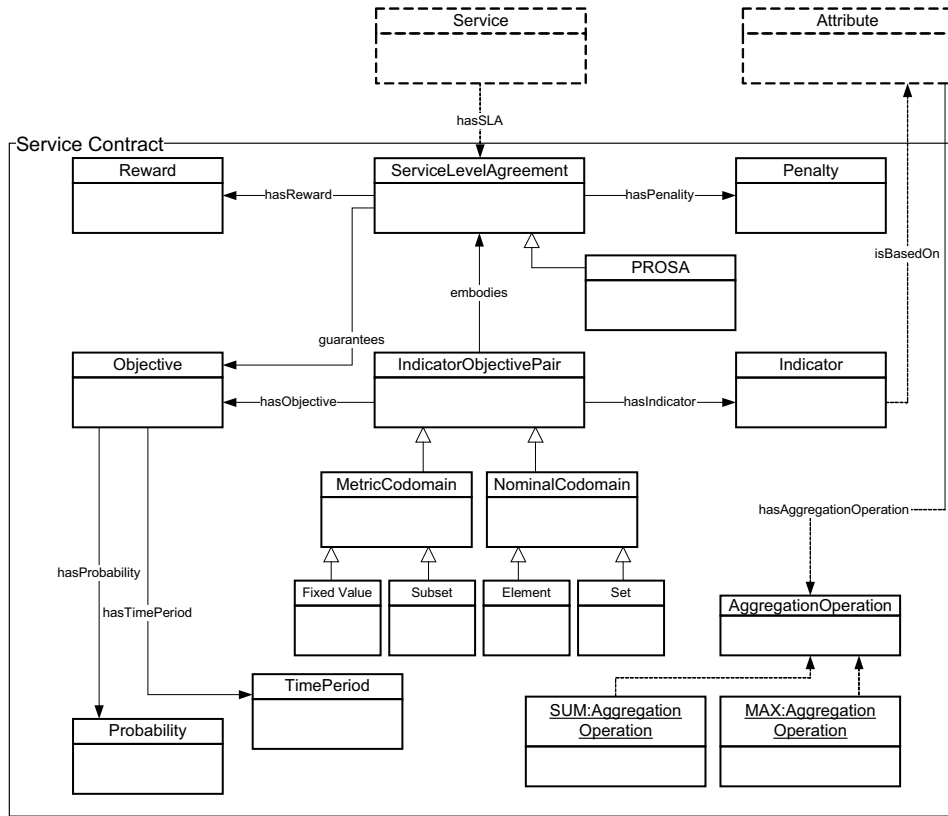 Service
Attribute
hasSLA
Service Contract
Reward
ServiceLevelAgreement
Penalty
hasReward
hasPenality
isBasedOn
PROSA
embodies
guarantees
Objective
IndicatorObjectivePair
Indicator
hasObjective
hasIndicator
MetricCodomain
NominalCodomain
hasAggregationOperation
hasProbability
Fixed Value
Subset
Element
Set
AggregationOperation
hasTimePeriod
TimePeriod
SUM:Aggregation
Operation
MAX:Aggregation
Operation
Probability